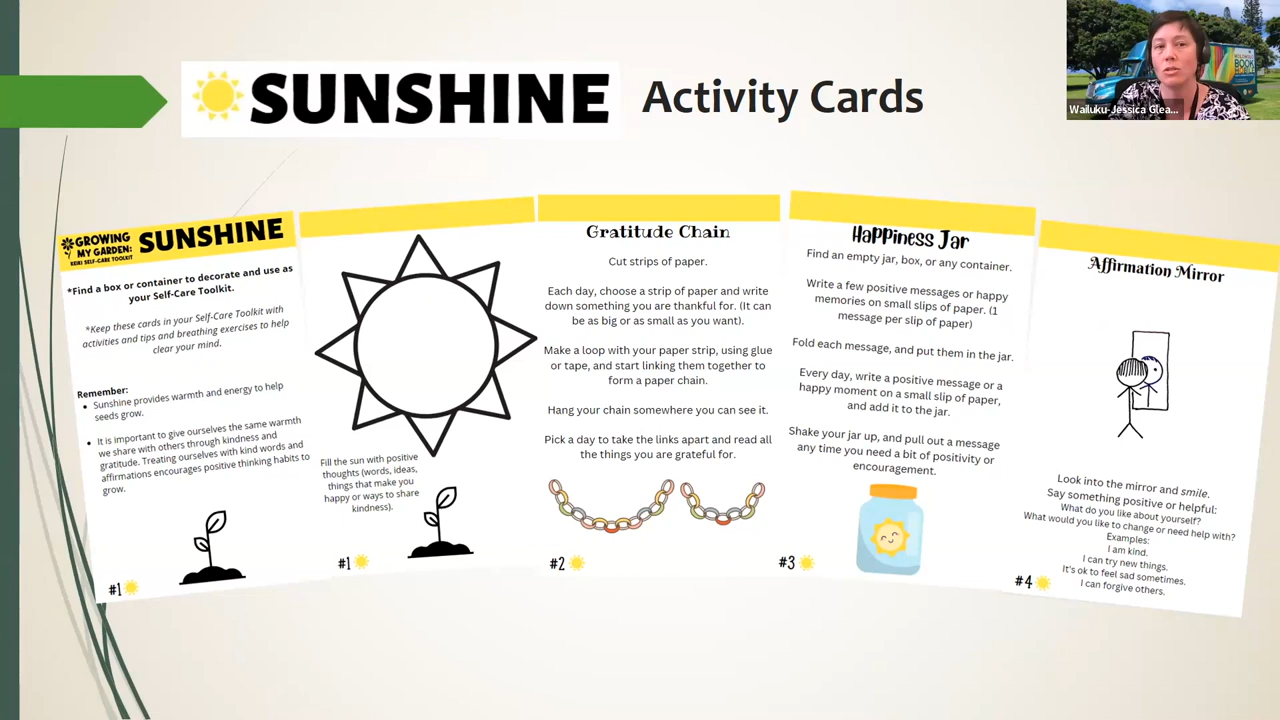 SUNSHINE Activity Cards
Wailuku-Jessica Glea...
GROWING
MY GARDEN:
KEIKI SELF-CARE TOOLKIT
SUNSHINE
*Find a box or container to decorate and use as
your Self-Care Toolkit.
*Keep these cards in your Self-Care Toolkit with
activities and tips and breathing exercises to help
clear your mind.
Remember:
• Sunshine provides warmth and energy to help
seeds grow.
• It is important to give ourselves the same warmth
we share with others through kindness and
gratitude. Treating ourselves with kind words and
affirmations encourages positive thinking habits to
grow.
#1
Fill the sun with positive
thoughts (words, ideas,
things that make you
happy or ways to share
kindness).
#1
Gratitude Chain
Cut strips of paper.
Each day, choose a strip of paper and write
down something you are thankful for. (It can
be as big or as small as you want).
Make a loop with your paper strip, using glue
or tape, and start linking them together to
form a paper chain.
Hang your chain somewhere you can see it.
Pick a day to take the links apart and read all
the things you are grateful for.
#2
Happiness Jar
Find an empty jar, box, or any container.
Write a few positive messages or happy
memories on small slips of paper. (1
message per slip of paper)
Fold each message, and put them in the jar.
Every day, write a positive message or a
happy moment on a small slip of paper,
and add it to the jar.
Shake your jar up, and pull out a message
any time you need a bit of positivity or
encouragement.
#3
Affirmation Mirror
Look into the mirror and smile.
Say something positive or helpful:
What do you like about yourself?
What would you like to change or need help with?
Examples:
I am kind.
I can try new things.
It's ok to feel sad sometimes.
I can forgive others.
#4